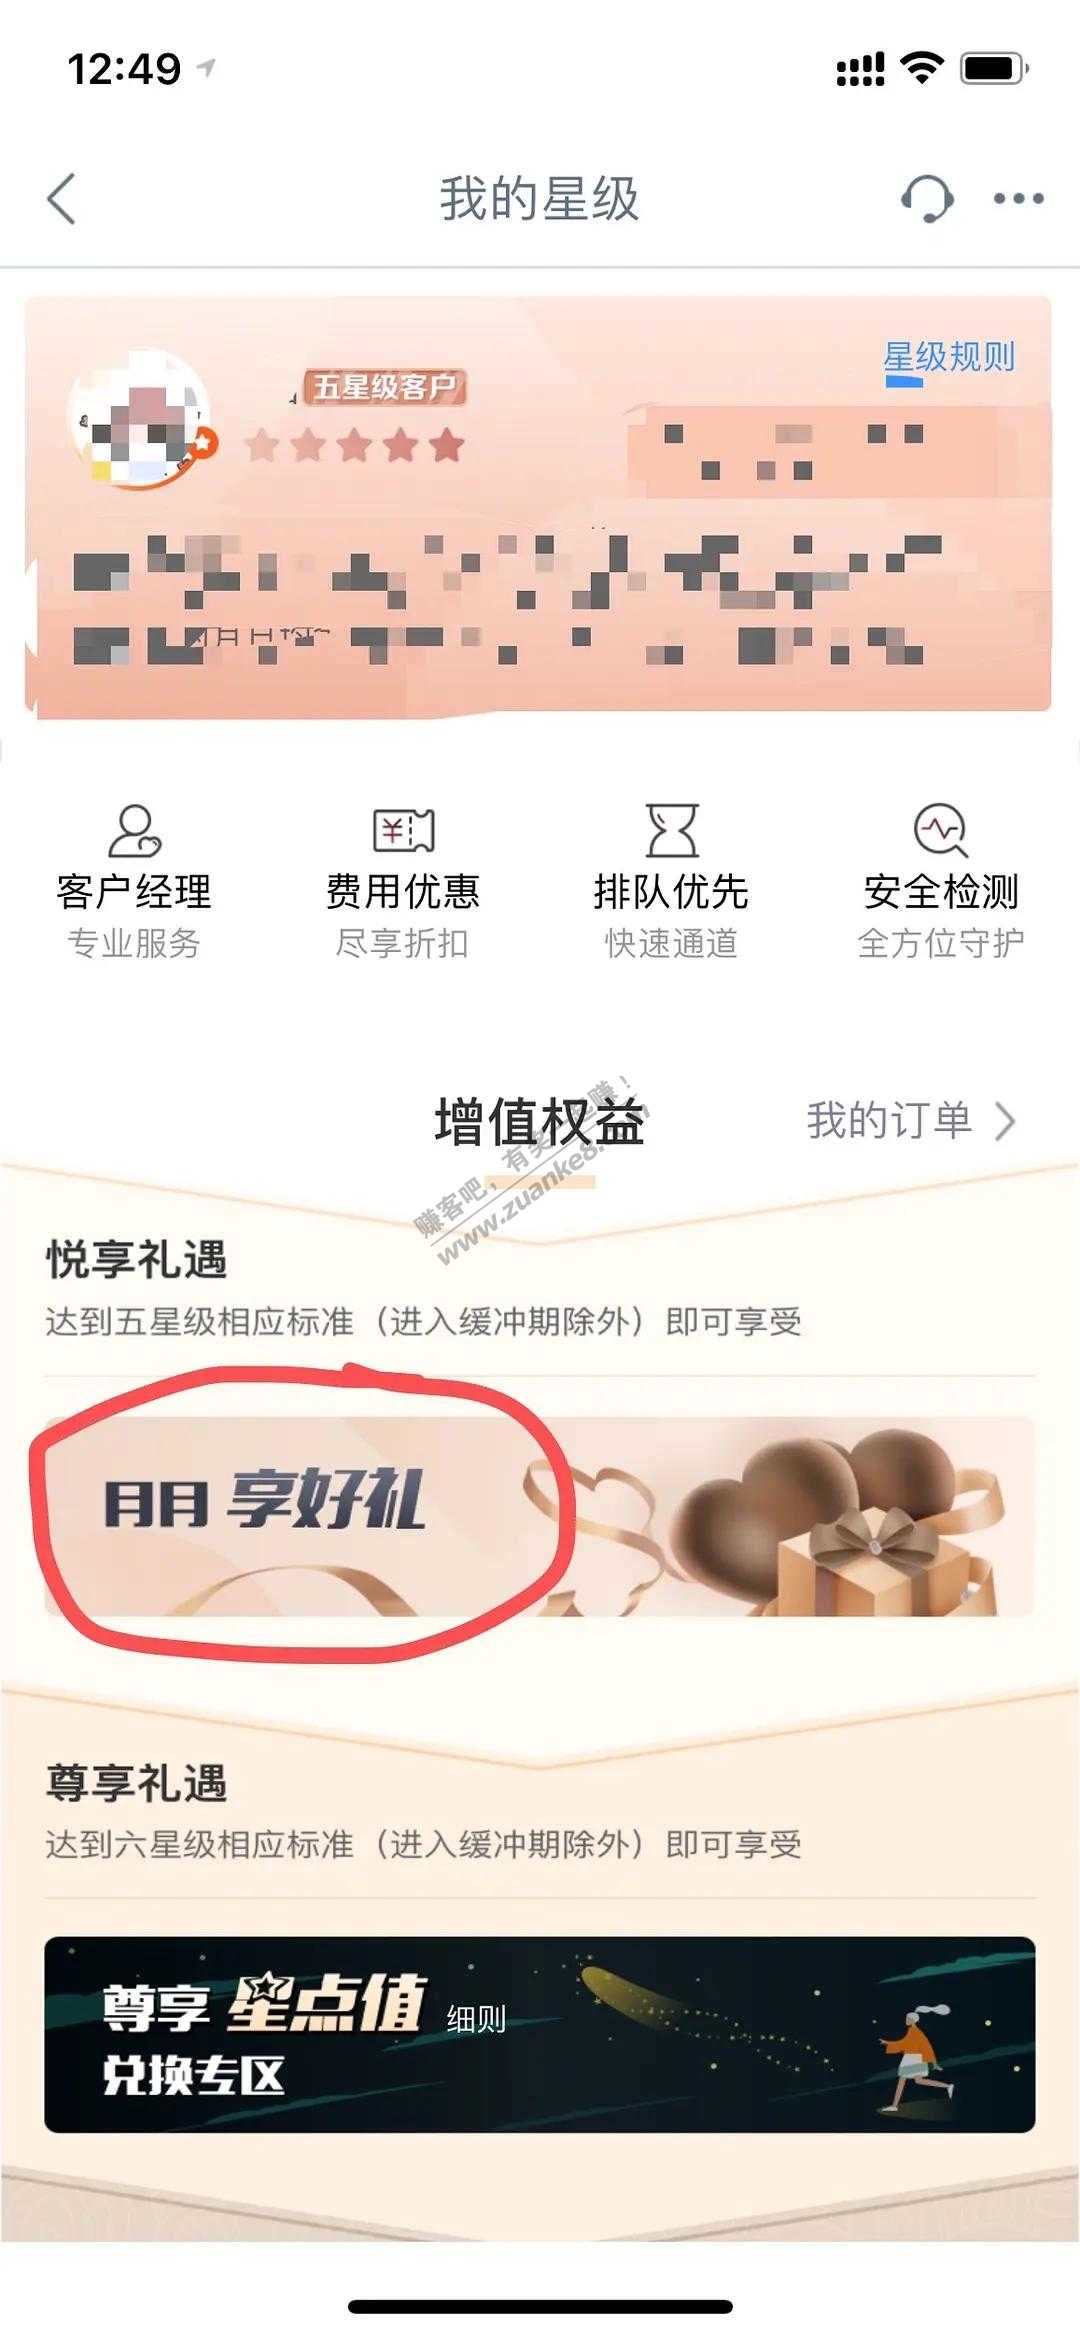 12:49
我的星级
五星级客户
星级规则
客户经理
费用优惠
排队优先
安全检测
专业服务
尽享折扣
快速通道
全方位守护
增值权益
我的订单
赚客吧，有奖一起赚！
www.zuanke8.com
悦享礼遇
达到五星级相应标准（进入缓冲期除外）即可享受
月月享好礼
尊享礼遇
达到六星级相应标准（进入缓冲期除外）即可享受
尊享 星点值 细则
兑换专区